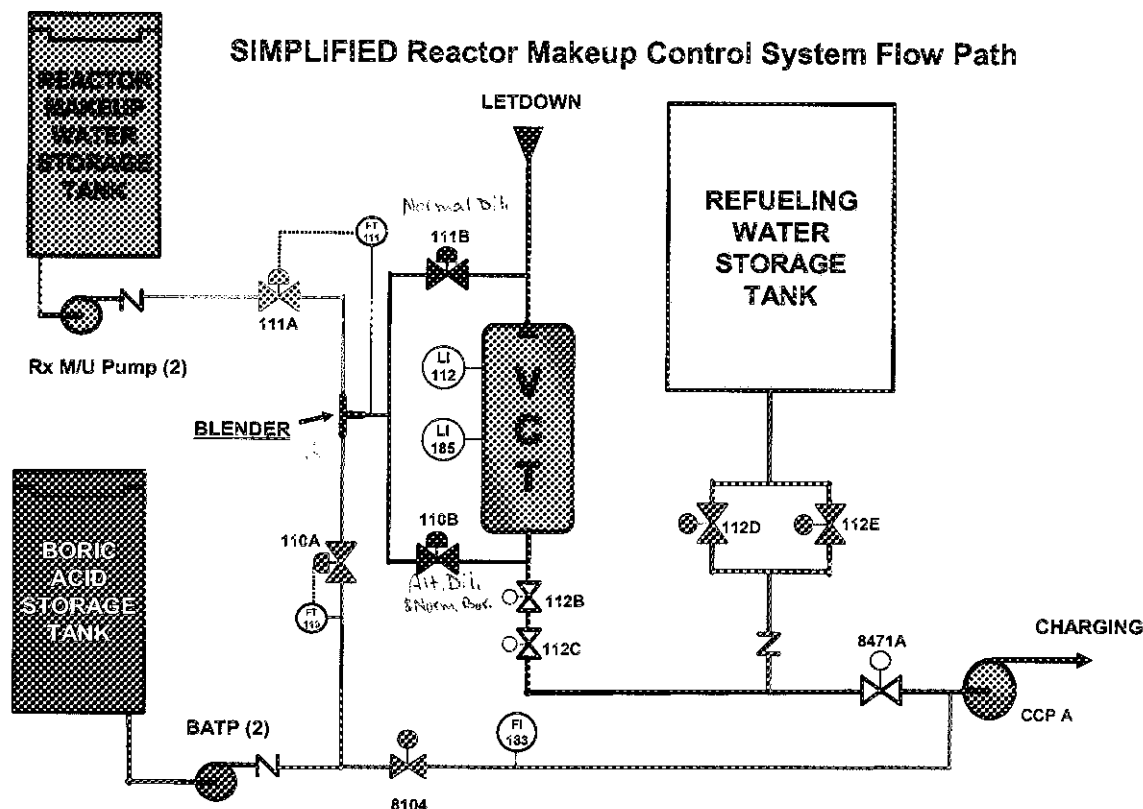 SIMPLIFIED Reactor Makeup Control System Flow Path
REACTOR
MAKEUP
WATER
STORAGE
TANK
LETDOWN
REFUELING
WATER
STORAGE
TANK
Normal Dil.
111B
FT
111
111A
Rx M/U Pump (2)
LI
112
VCT
BLENDER
LI
185
112D
112E
110B
110A
BORIC
ACID
STORAGE
TANK
Alt. Dil.
& Norm. Bor.
112B
FT
110
112C
8471A
CHARGING
CCP A
BATP (2)
FI
183
8104